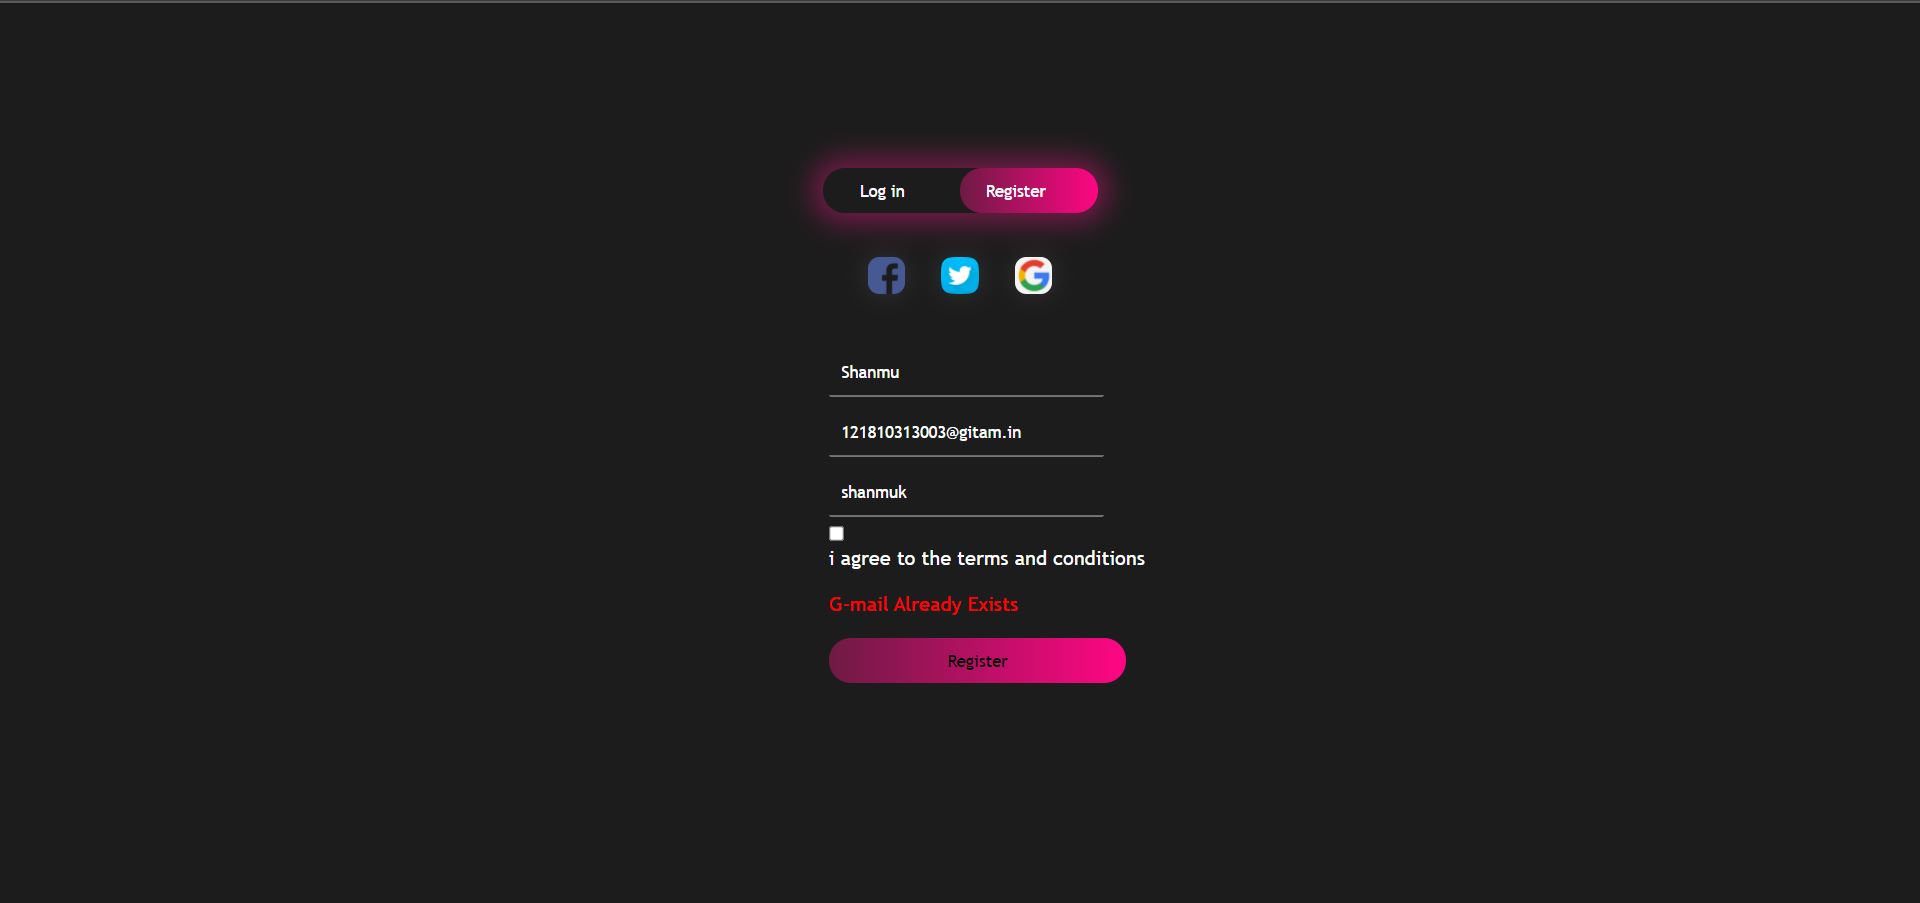 Log in Register
Shanmu
121810313003@gitam.in
shanmuk
i agree to the terms and conditions
G-mail Already Exists
Register